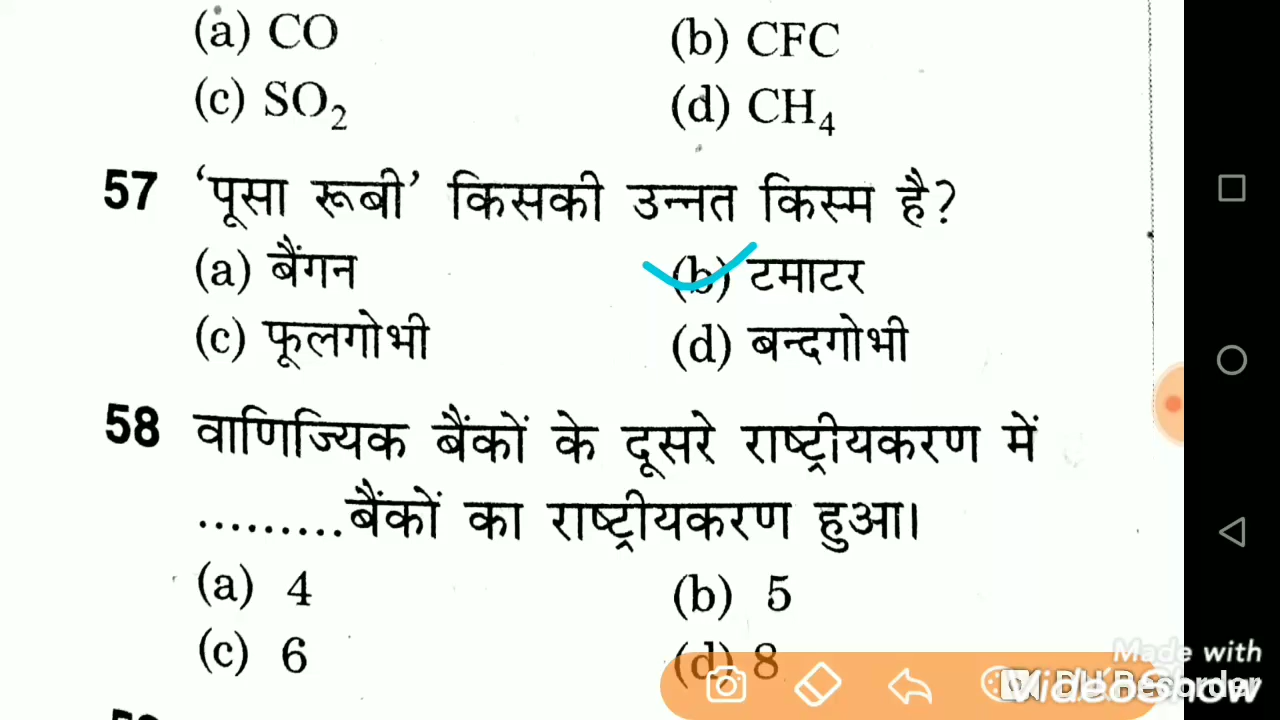 (a) CO (b) CFC
(c) SO₂ (d) CH₄
57 ‘पूसा रूबी’ किसकी उन्नत किस्म है?
(a) बैंगन (b) टमाटर
(c) फूलगोभी (d) बन्दगोभी
58 वाणिज्यिक बैंकों के दूसरे राष्ट्रीयकरण में
.........बैंकों का राष्ट्रीयकरण हुआ।
(a) 4 (b) 5
(c) 6 (d) 8
Made with
VideoShow